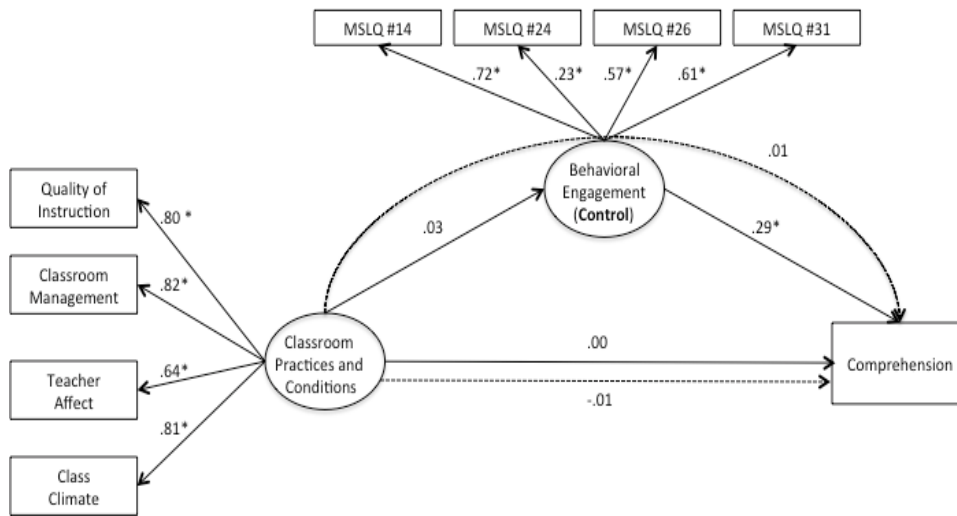 MSLQ #14
MSLQ #24
MSLQ #26
MSLQ #31
.72*
.23*
.57*
.61*
.01
Behavioral
Engagement
(Control)
Quality of
Instruction
.80 *
.03
.29*
Classroom
Management
.82*
Classroom
Practices and
Conditions
.00
Comprehension
Teacher
Affect
.64*
-.01
.81*
Class
Climate